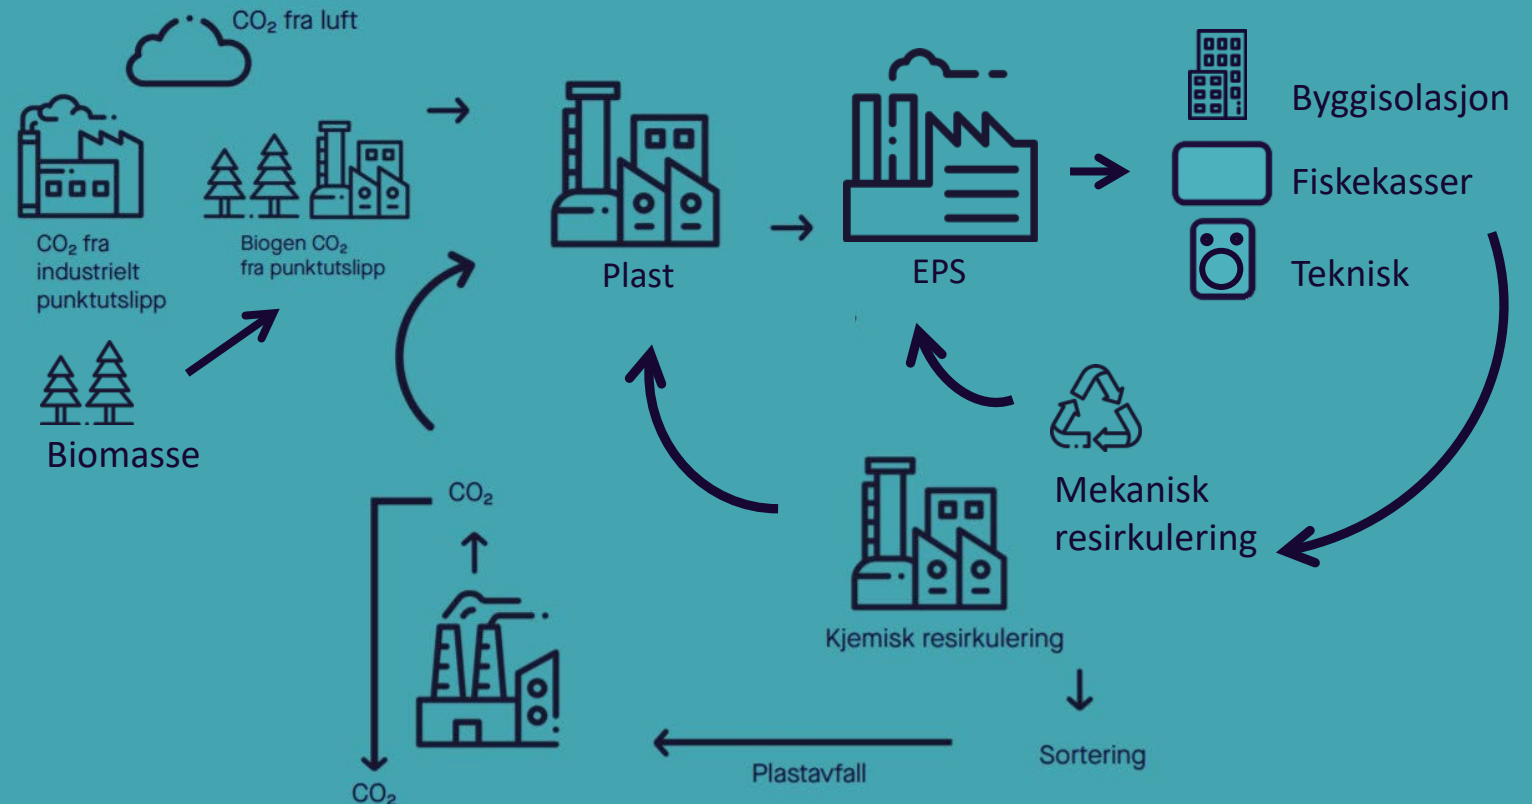 CO₂ fra luft
CO₂ fra
industrielt
punktutslipp
Biogen CO₂
fra punktutslipp
Biomasse
Plast
EPS
Byggisolasjon
Fiskekasser
Teknisk
Mekanisk
resirkulering
Kjemisk resirkulering
Sortering
Plastavfall
CO₂
CO₂